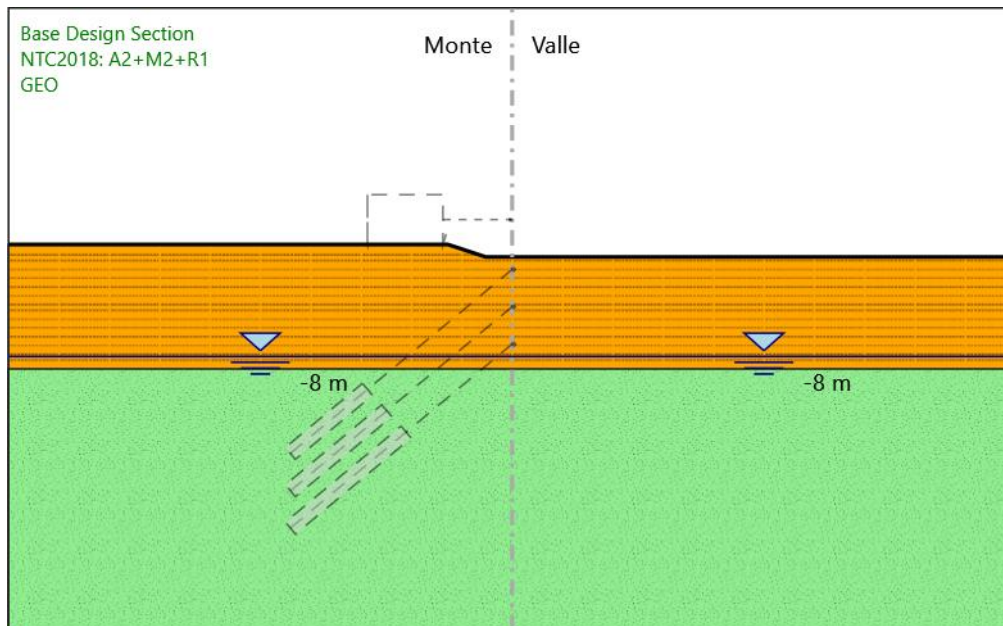 Base Design Section
NTC2018: A2+M2+R1
GEO
Monte
Valle
-8 m
-8 m